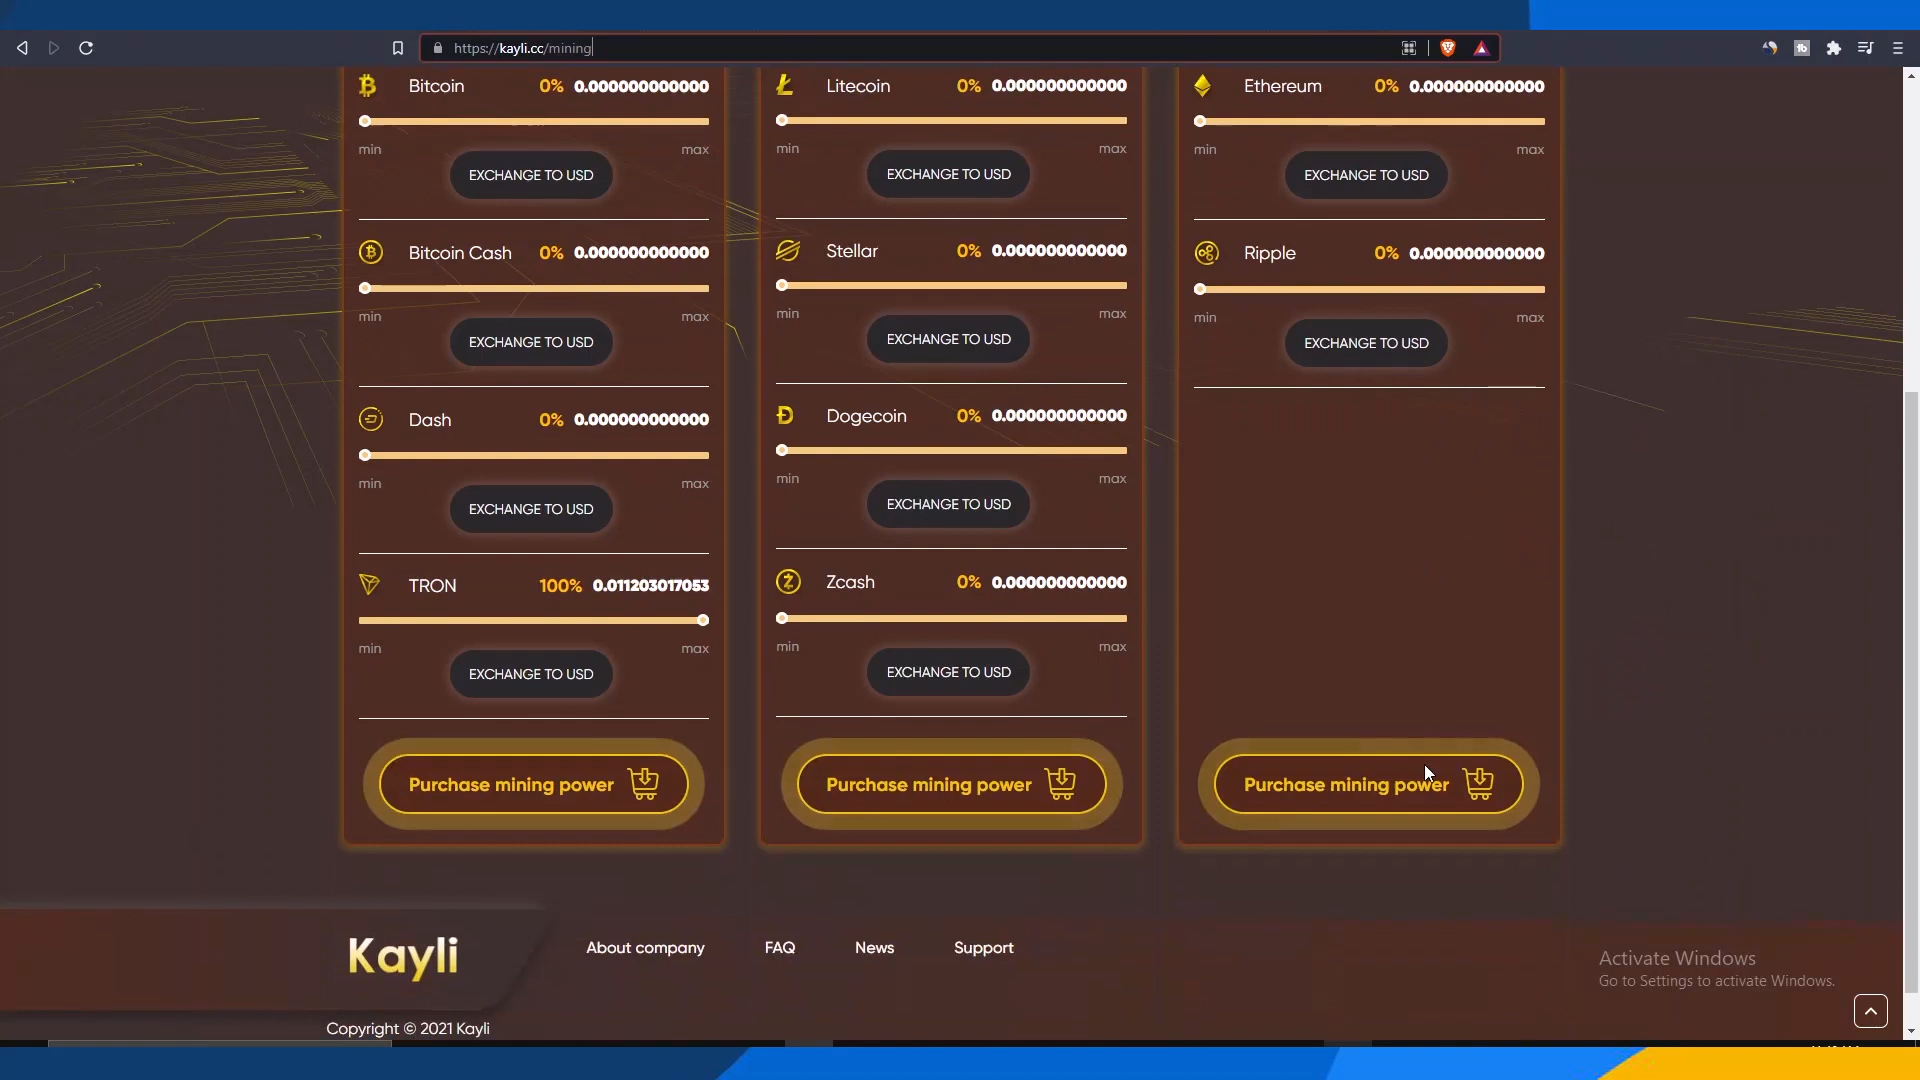 https://kayli.cc/mining
Bitcoin 0% 0.000000000000
min max
EXCHANGE TO USD
Bitcoin Cash 0% 0.000000000000
min max
EXCHANGE TO USD
Dash 0% 0.000000000000
min max
EXCHANGE TO USD
TRON 100% 0.011203017053
min max
EXCHANGE TO USD
Purchase mining power
Litecoin 0% 0.000000000000
min max
EXCHANGE TO USD
Stellar 0% 0.000000000000
min max
EXCHANGE TO USD
Dogecoin 0% 0.000000000000
min max
EXCHANGE TO USD
Zcash 0% 0.000000000000
min max
EXCHANGE TO USD
Purchase mining power
Ethereum 0% 0.000000000000
min max
EXCHANGE TO USD
Ripple 0% 0.000000000000
min max
EXCHANGE TO USD
Purchase mining power
Kayli
About company FAQ News Support
Activate Windows
Go to Settings to activate Windows.
Copyright © 2021 Kayli